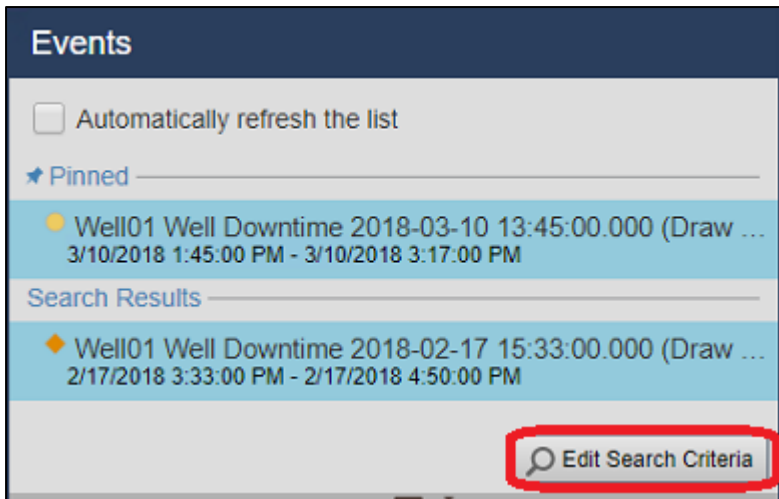 Events
Automatically refresh the list
Pinned
Well01 Well Downtime 2018-03-10 13:45:00.000 (Draw ...
3/10/2018 1:45:00 PM - 3/10/2018 3:17:00 PM
Search Results
Well01 Well Downtime 2018-02-17 15:33:00.000 (Draw ...
2/17/2018 3:33:00 PM - 2/17/2018 4:50:00 PM
Edit Search Criteria